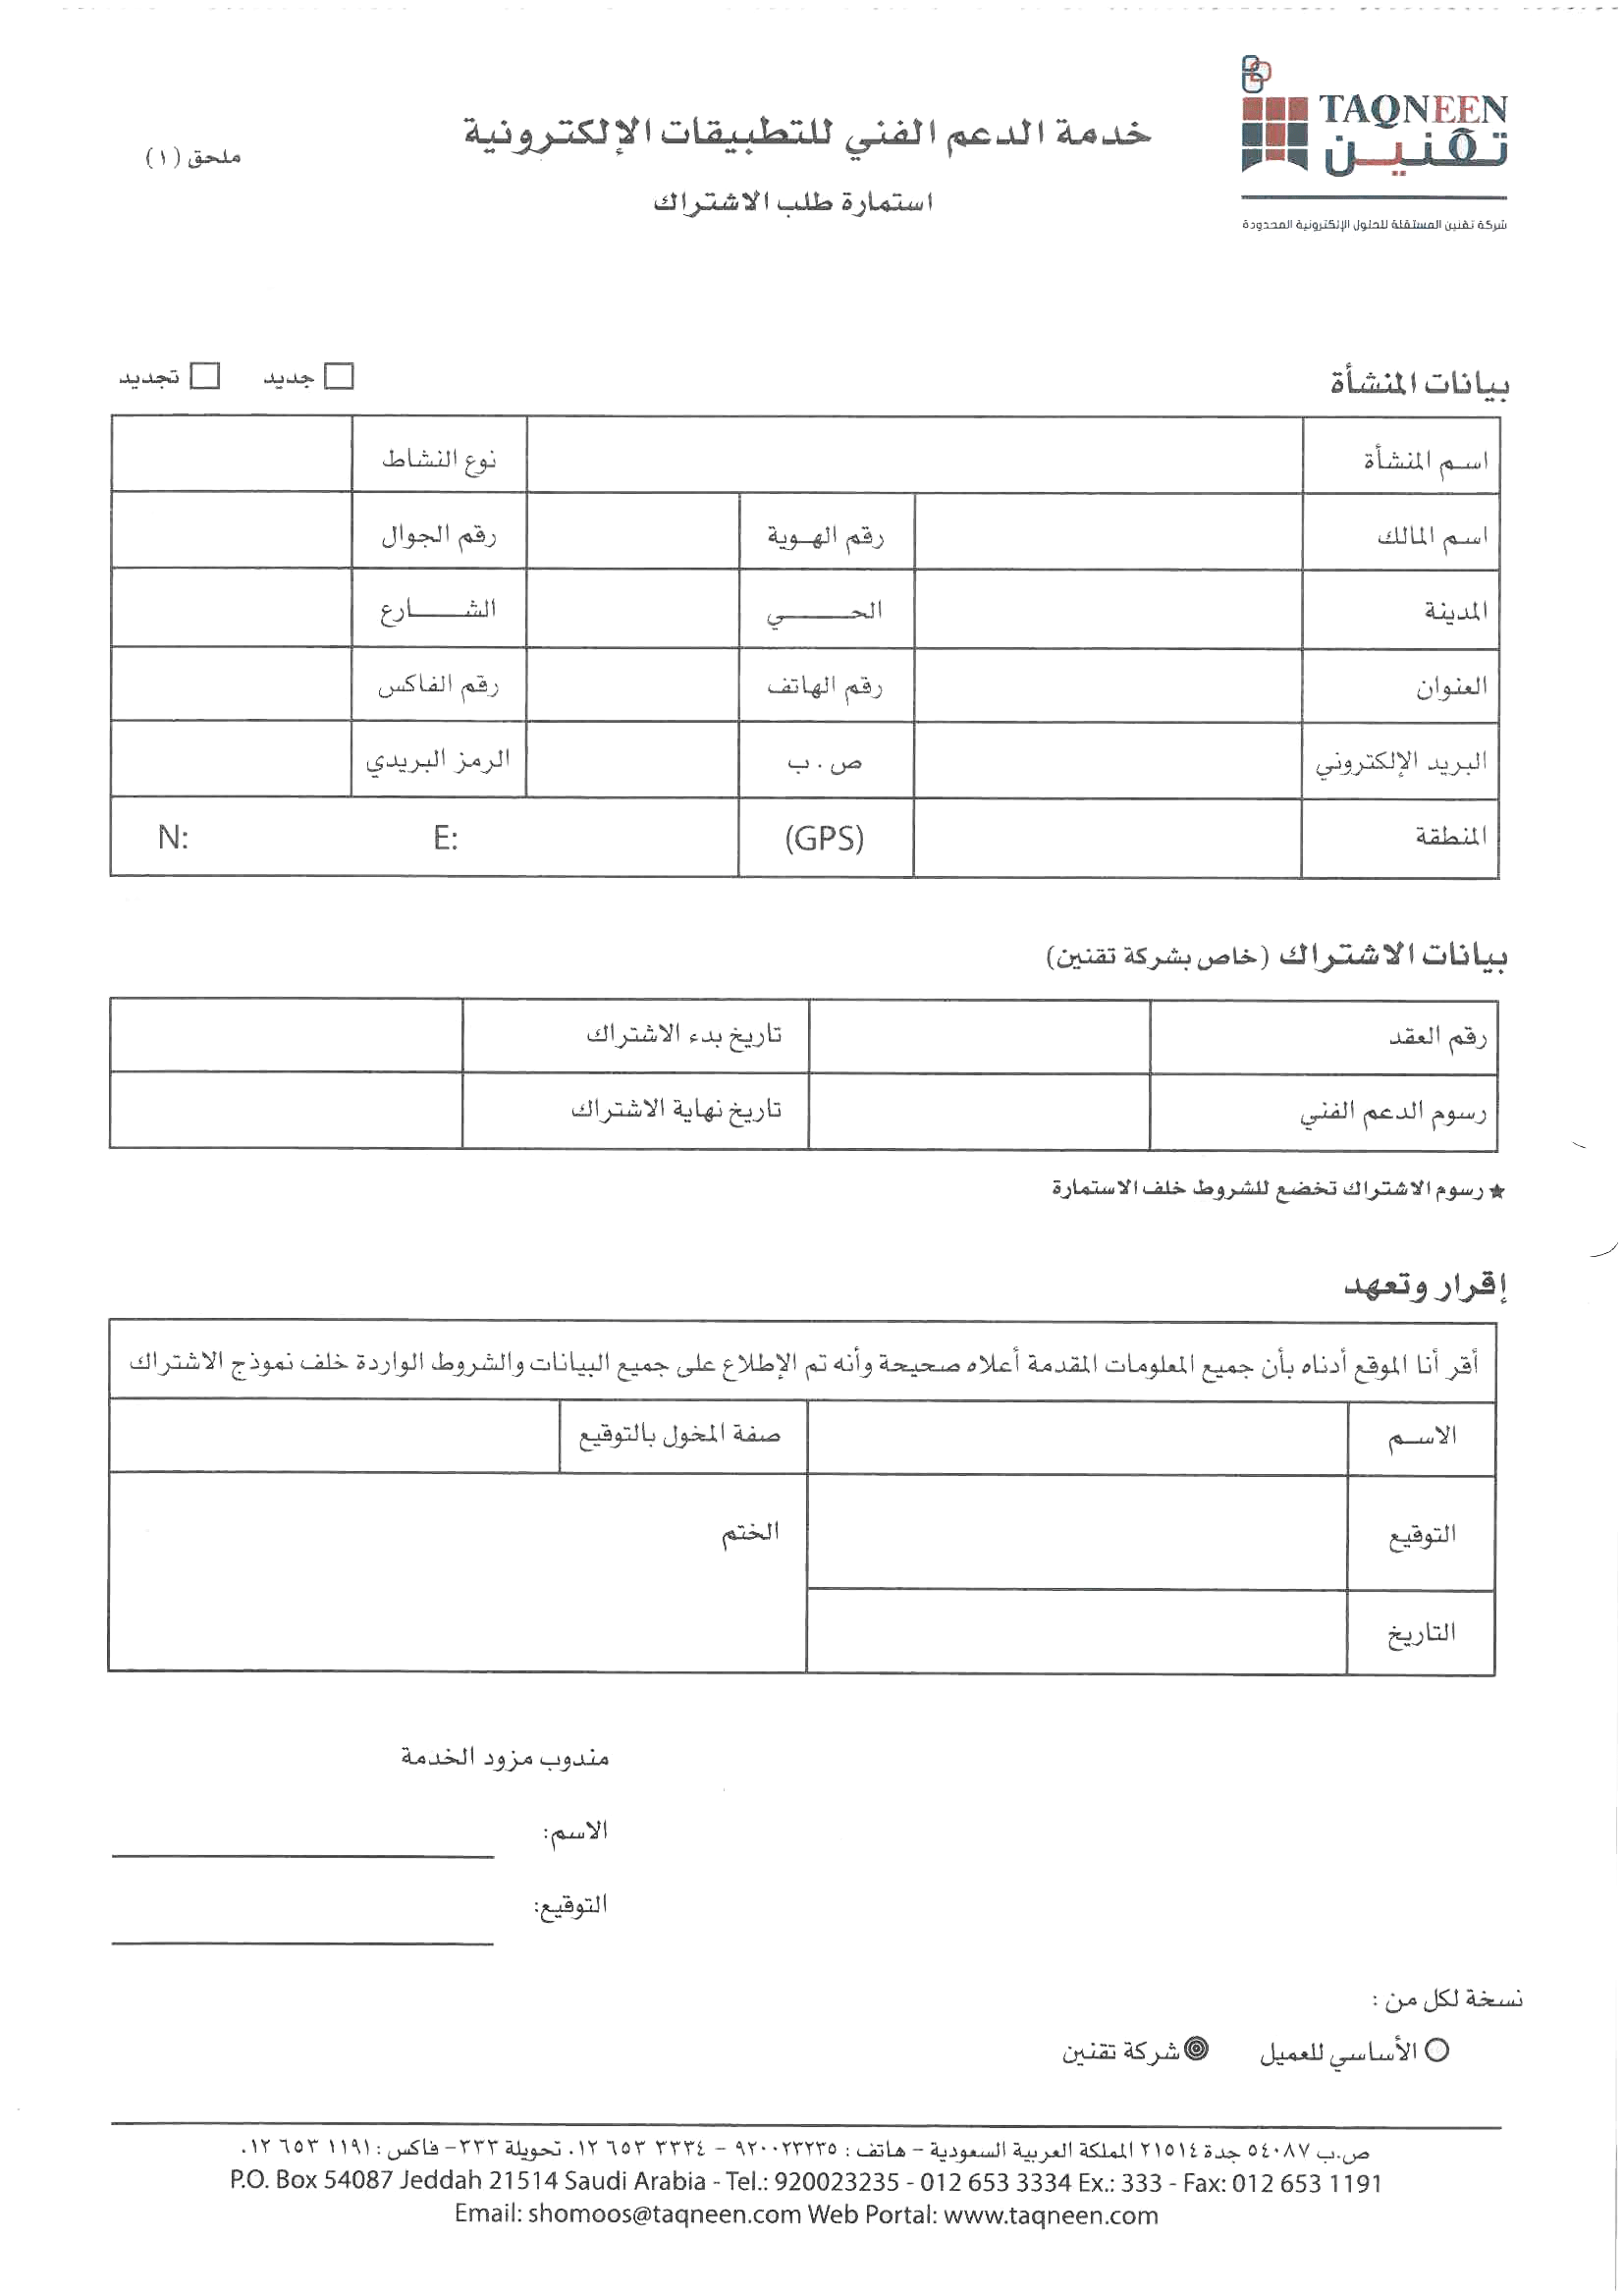 TAQNEEN
تقنين
شركة تقنين المستقلة للحلول الإلكترونية المحدودة
خدمة الدعم الفني للتطبيقات الإلكترونية
استمارة طلب الاشتراك
ملحق (١)
بيانات المنشأة
جديد تجديد
اسم المنشأة نوع النشاط
اسم المالك رقم الهوية رقم الجوال
المدينة الحي الشارع
العنوان رقم الهاتف رقم الفاكس
البريد الإلكتروني ص . ب الرمز البريدي
المنطقة (GPS) E: N:
بيانات الاشتراك (خاص بشركة تقنين)
رقم العقد تاريخ بدء الاشتراك
رسوم الدعم الفني تاريخ نهاية الاشتراك
★ رسوم الاشتراك تخضع للشروط خلف الاستمارة
إقرار وتعهد
أقر أنا الموقع أدناه بأن جميع المعلومات المقدمة أعلاه صحيحة وأنه تم الإطلاع على جميع البيانات والشروط الواردة خلف نموذج الاشتراك
الاسم صفة المخول بالتوقيع
التوقيع الختم
التاريخ
مندوب مزود الخدمة
الاسم:
التوقيع:
نسخة لكل من :
الأساسي للعميل شركة تقنين
ص.ب ٥٤٠٨٧ جدة ٢١٥١٤ المملكة العربية السعودية – هاتف : ٩٢٠٠٢٣٢٣٥ – ٣٣٣٤ ٦٥٣ ٠١٢ تحويلة ٣٣٣– فاكس : ١١٩١ ٦٥٣ ٠١٢
P.O. Box 54087 Jeddah 21514 Saudi Arabia - Tel.: 920023235 - 012 653 3334 Ex.: 333 - Fax: 012 653 1191
Email: shomoos@taqneen.com Web Portal: www.taqneen.com